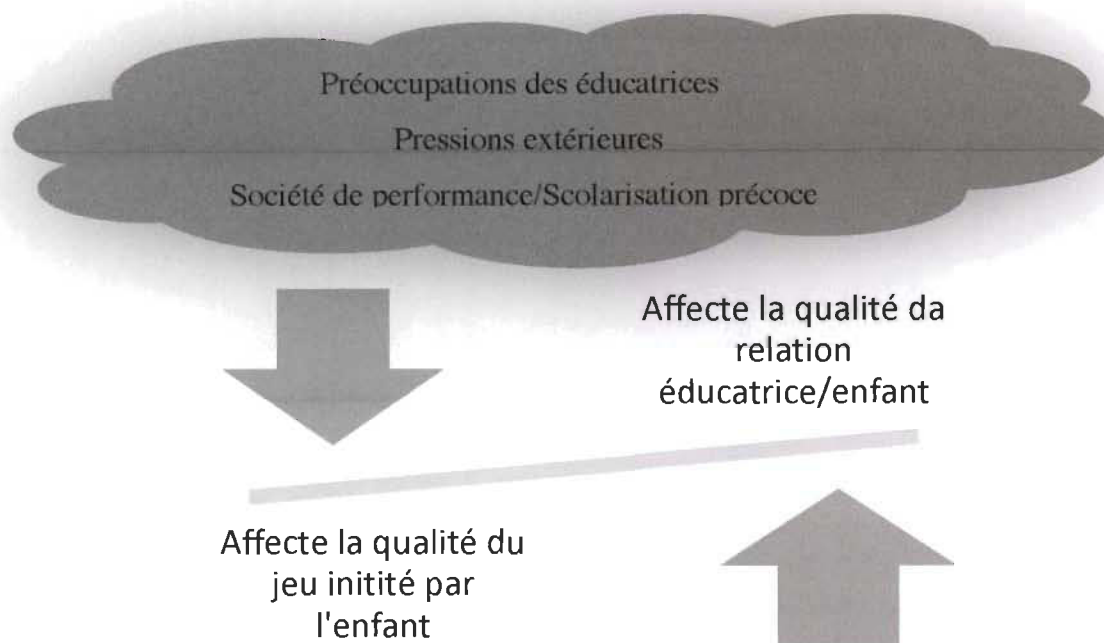 Préoccupations des éducatrices
Pressions extérieures
Société de performance/Scolarisation précoce
Affecte la qualité da
relation
éducatrice/enfant
Affecte la qualité du
jeu initité par
l'enfant